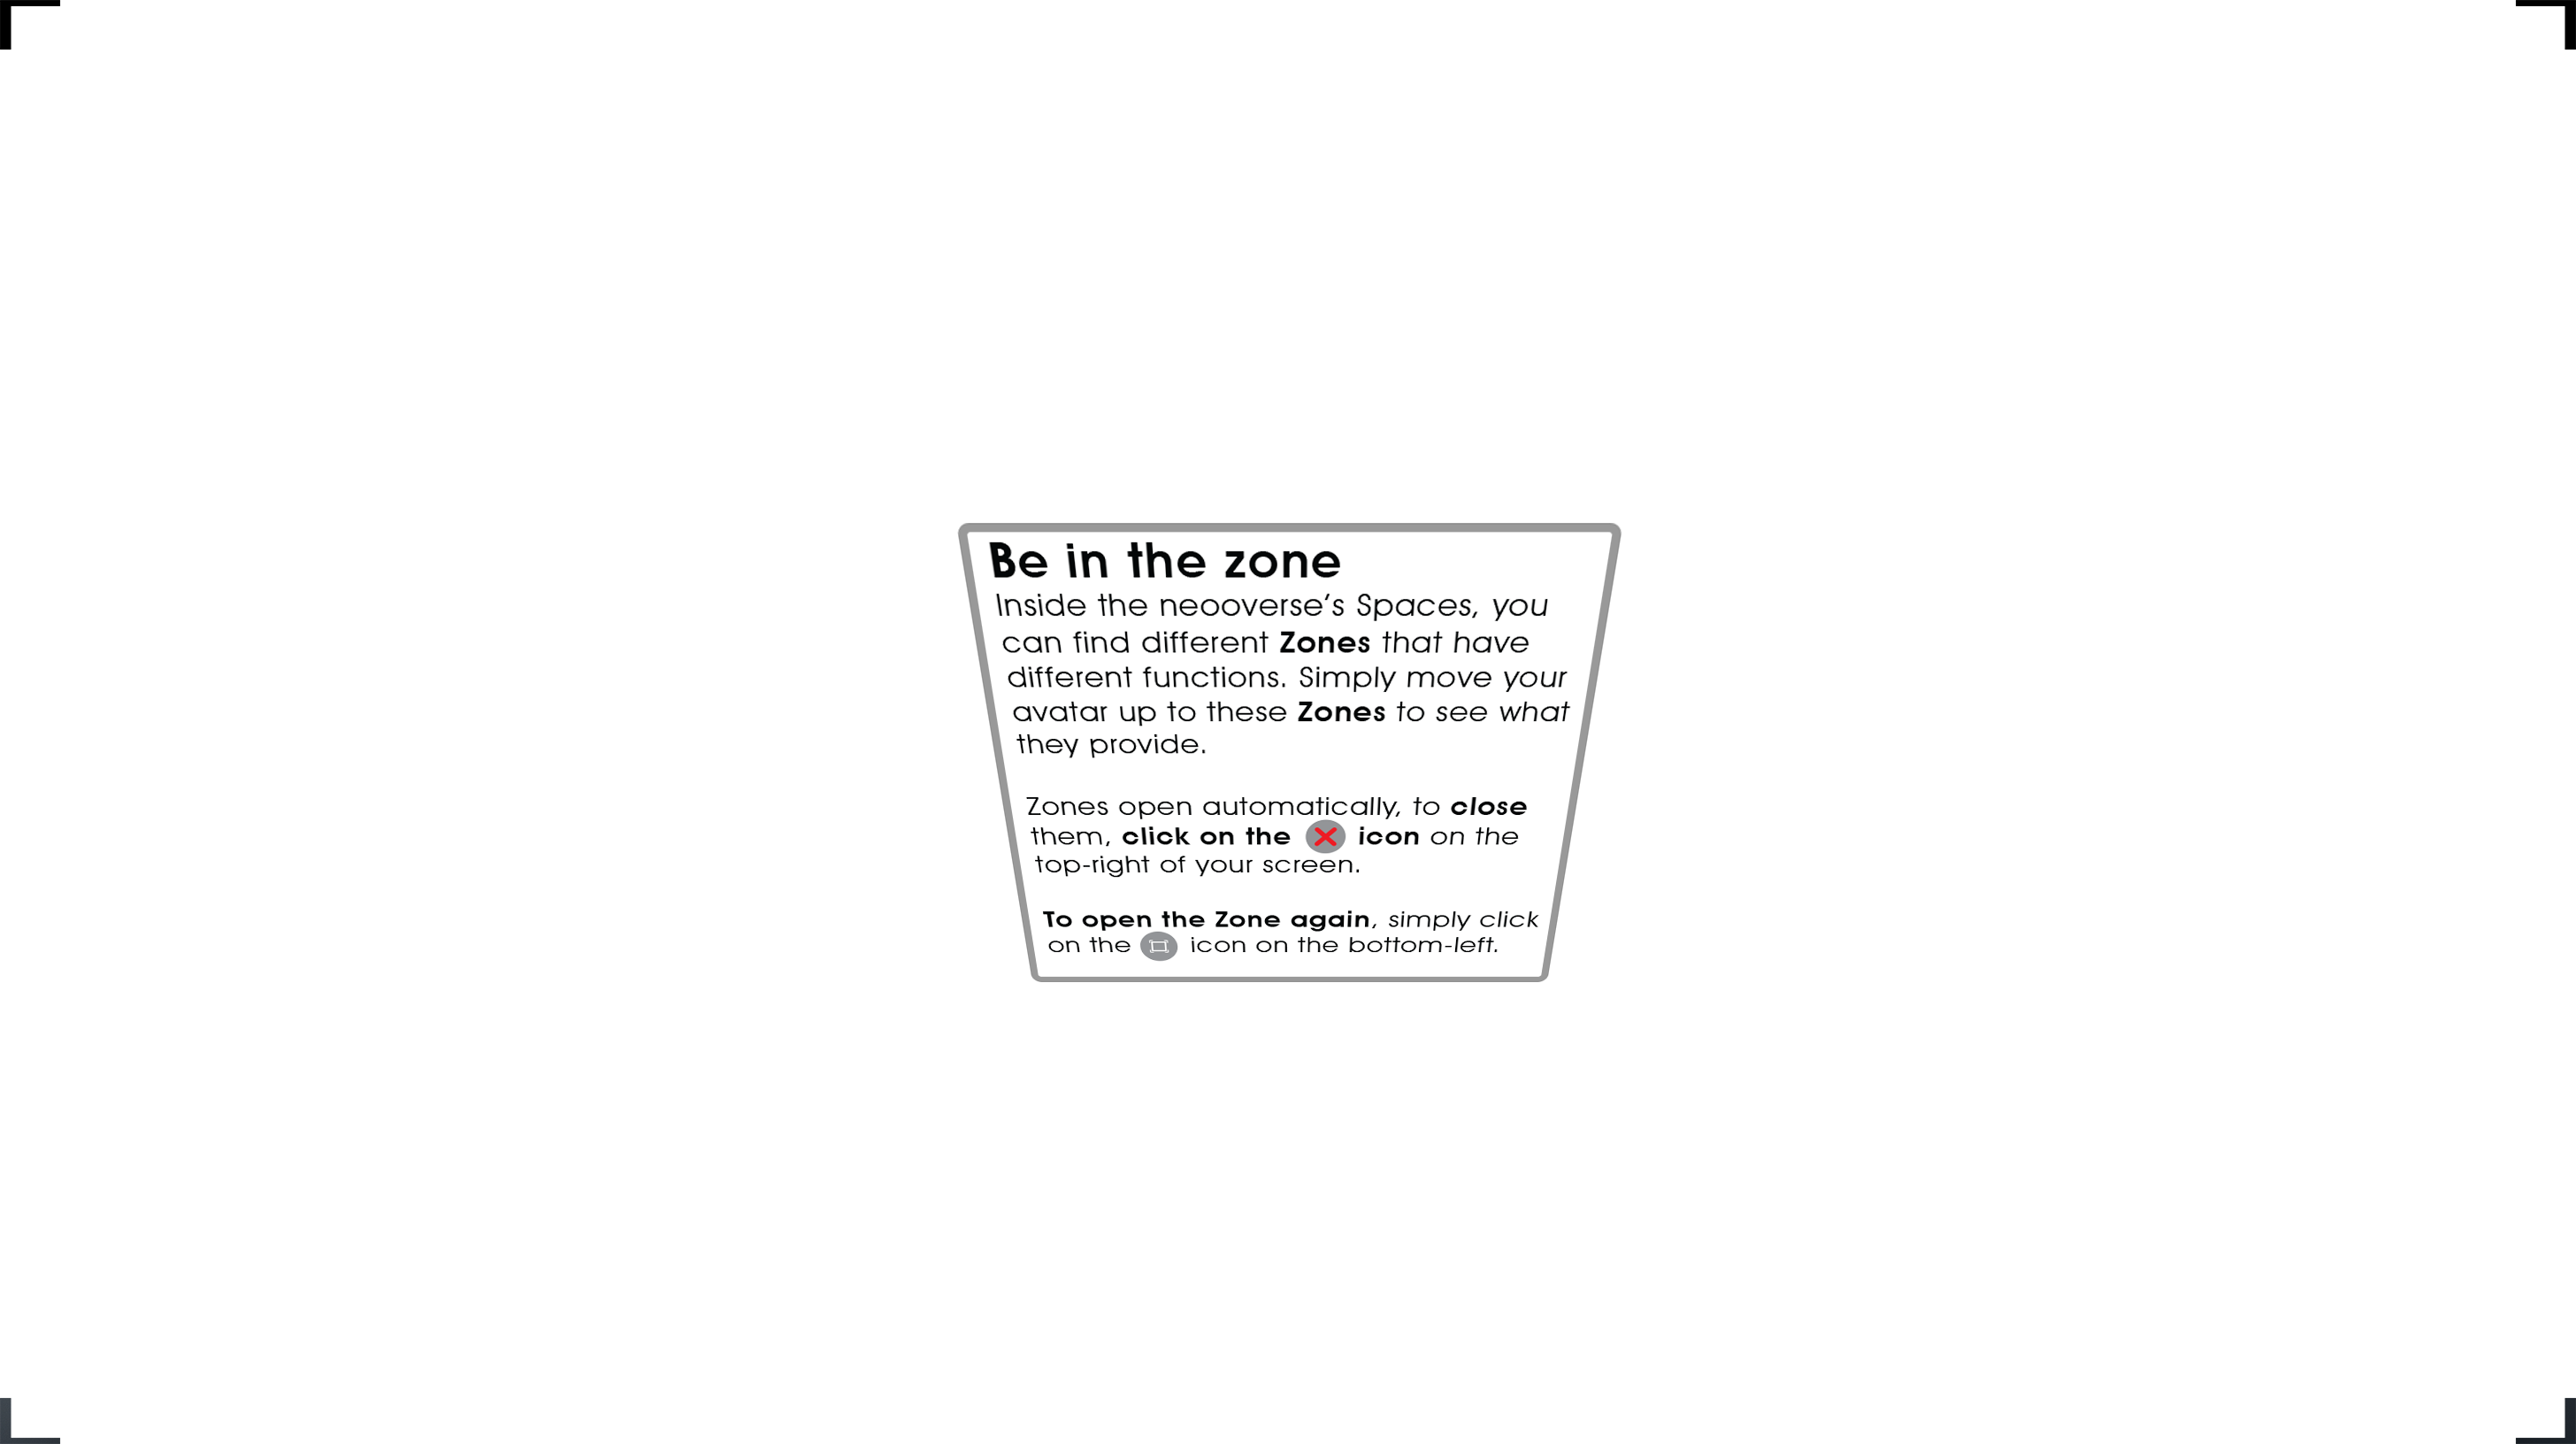 Be in the zone
Inside the neooverse’s Spaces, you
can find different Zones that have
different functions. Simply move your
avatar up to these Zones to see what
they provide.
Zones open automatically, to close
them, click on the icon on the
top-right of your screen.
To open the Zone again, simply click
on the icon on the bottom-left.